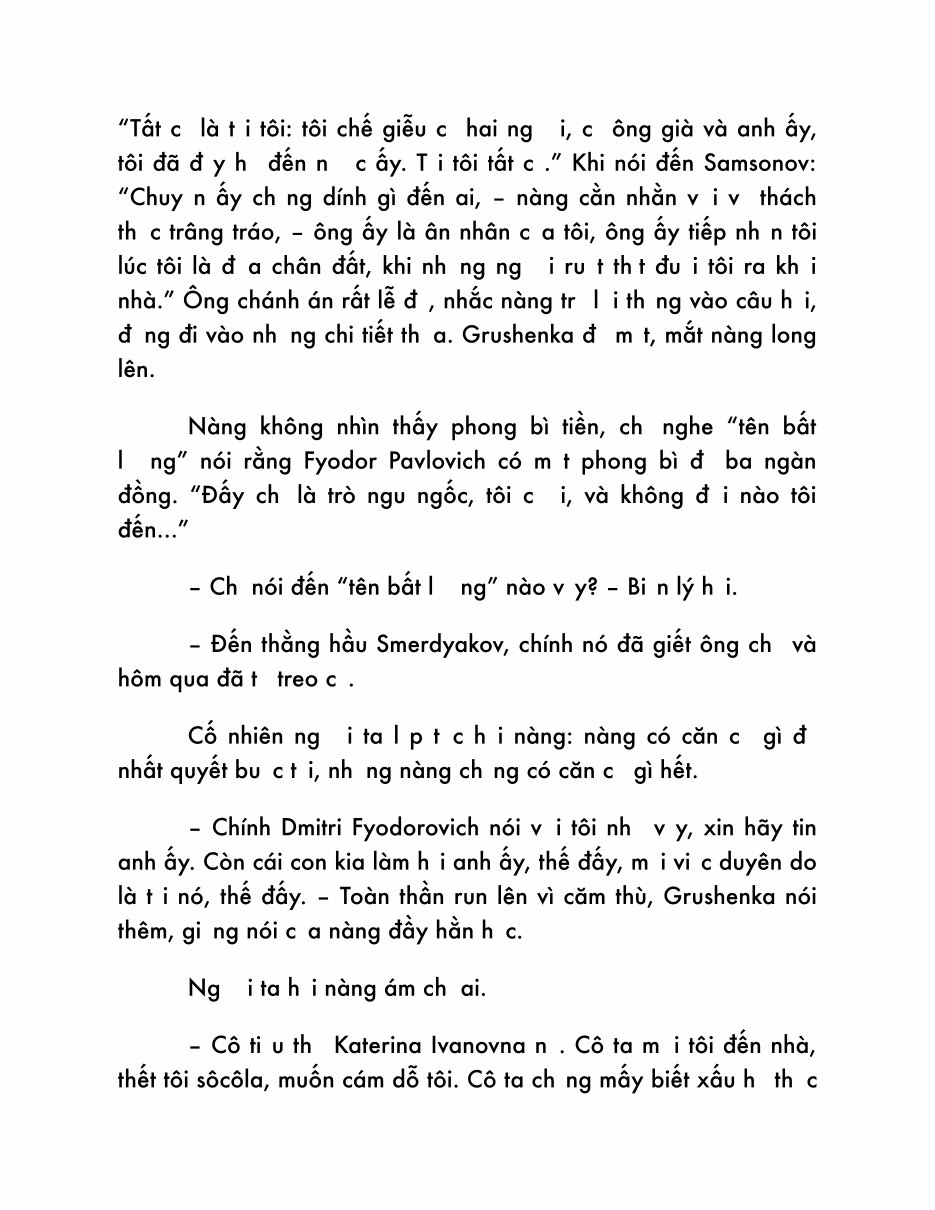 “Tất c là t i tôi: tôi chế giễu c hai ng i, c ông già và anh ấy,
tôi đã đ y h đến n c ấy. T i tôi tất c .” Khi nói đến Samsonov:
“Chuy n ấy ch ng dính gì đến ai, – nàng cằn nhằn v i v thách
th c trâng tráo, – ông ấy là ân nhân c a tôi, ông ấy tiếp nh n tôi
lúc tôi là đ a chân đất, khi nh ng ng i ru t th t đu i tôi ra kh i
nhà.” Ông chánh án rất lễ đ , nhắc nàng tr l i th ng vào câu h i,
đ ng đi vào nh ng chi tiết th a. Grushenka đ m t, mắt nàng long
lên.
Nàng không nhìn thấy phong bì tiền, ch nghe “tên bất
l ng” nói rằng Fyodor Pavlovich có m t phong bì đ ba ngàn
đồng. “Đấy ch là trò ngu ngốc, tôi c i, và không đ i nào tôi
đến...”
– Ch nói đến “tên bất l ng” nào v y? – Bi n lý h i.
– Đến thằng hầu Smerdyakov, chính nó đã giết ông ch và
hôm qua đã t treo c .
Cố nhiên ng i ta l p t c h i nàng: nàng có căn c gì đ
nhất quyết bu c t i, nh ng nàng ch ng có căn c gì hết.
– Chính Dmitri Fyodorovich nói v i tôi nh v y, xin hãy tin
anh ấy. Còn cái con kia làm h i anh ấy, thế đấy, m i vi c duyên do
là t i nó, thế đấy. – Toàn thần run lên vì căm thù, Grushenka nói
thêm, gi ng nói c a nàng đầy hằn h c.
Ng i ta h i nàng ám ch ai.
– Cô ti u th Katerina Ivanovna n . Cô ta m i tôi đến nhà,
thết tôi sôcôla, muốn cám dỗ tôi. Cô ta ch ng mấy biết xấu h th c